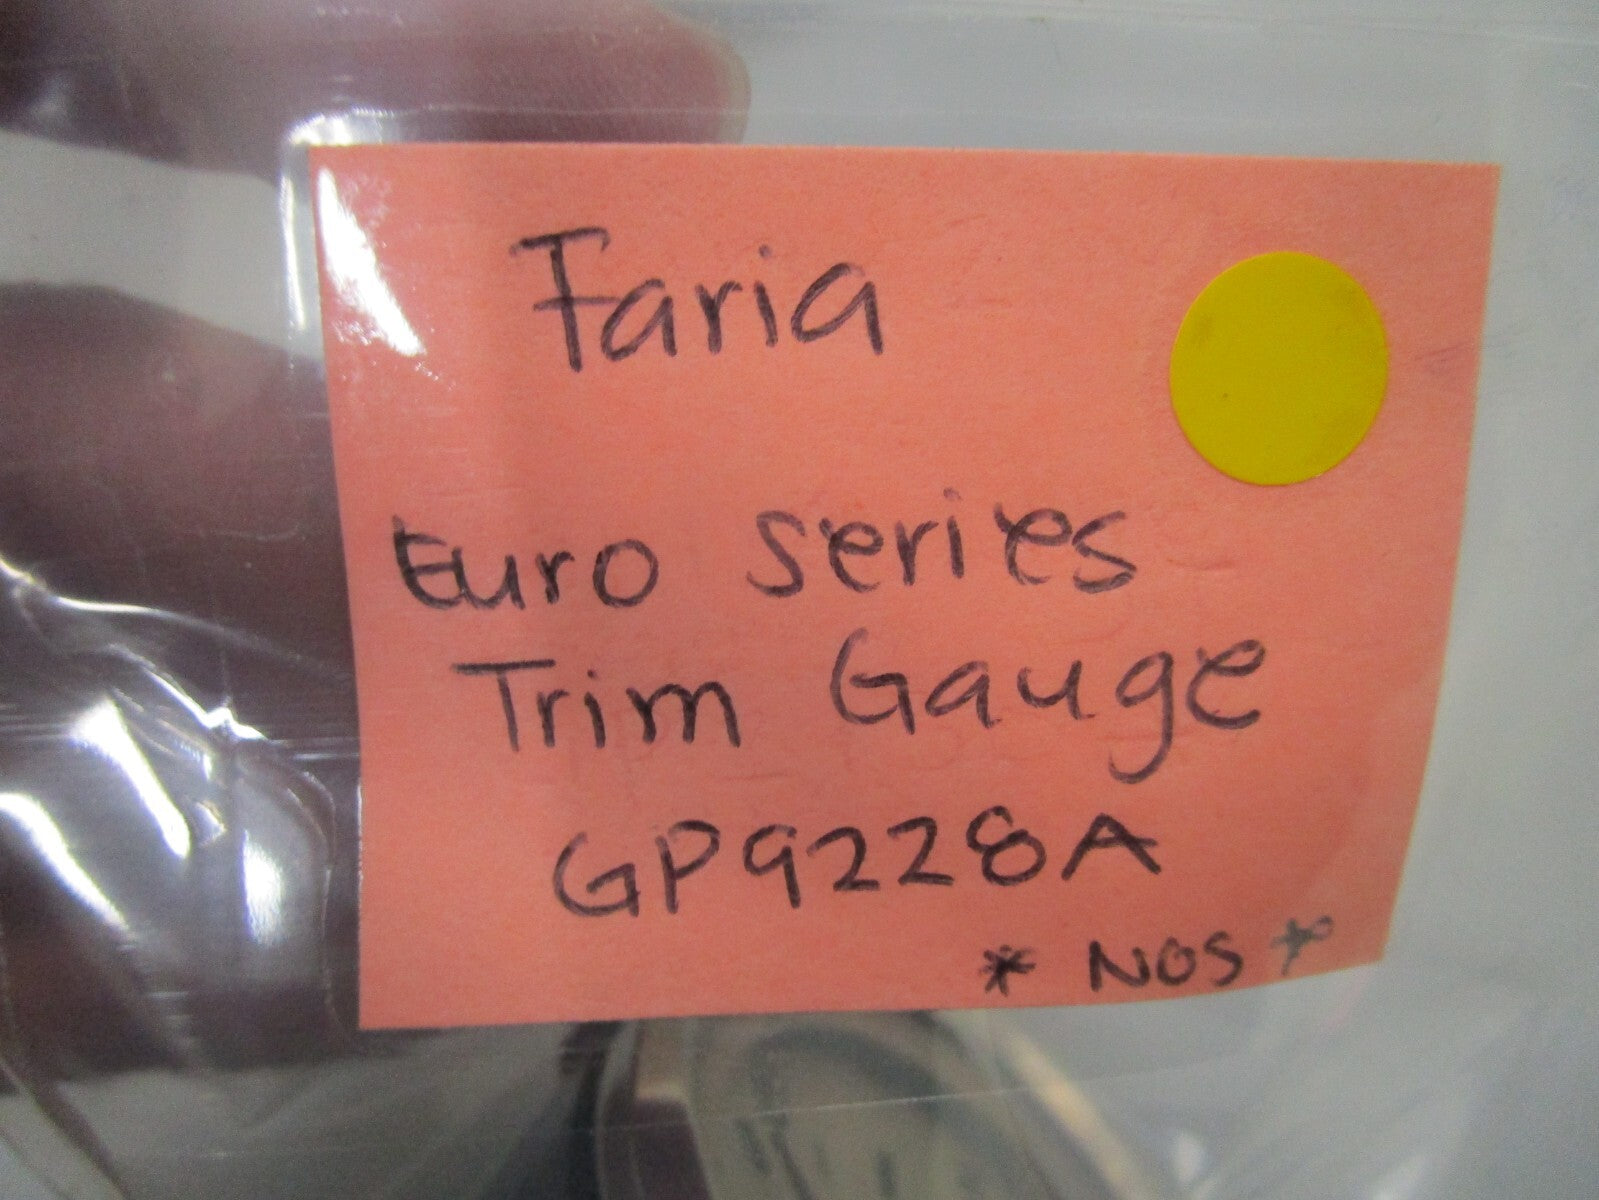 Faria
Euro Series
Trim Gauge
GP9228A
* NOS *